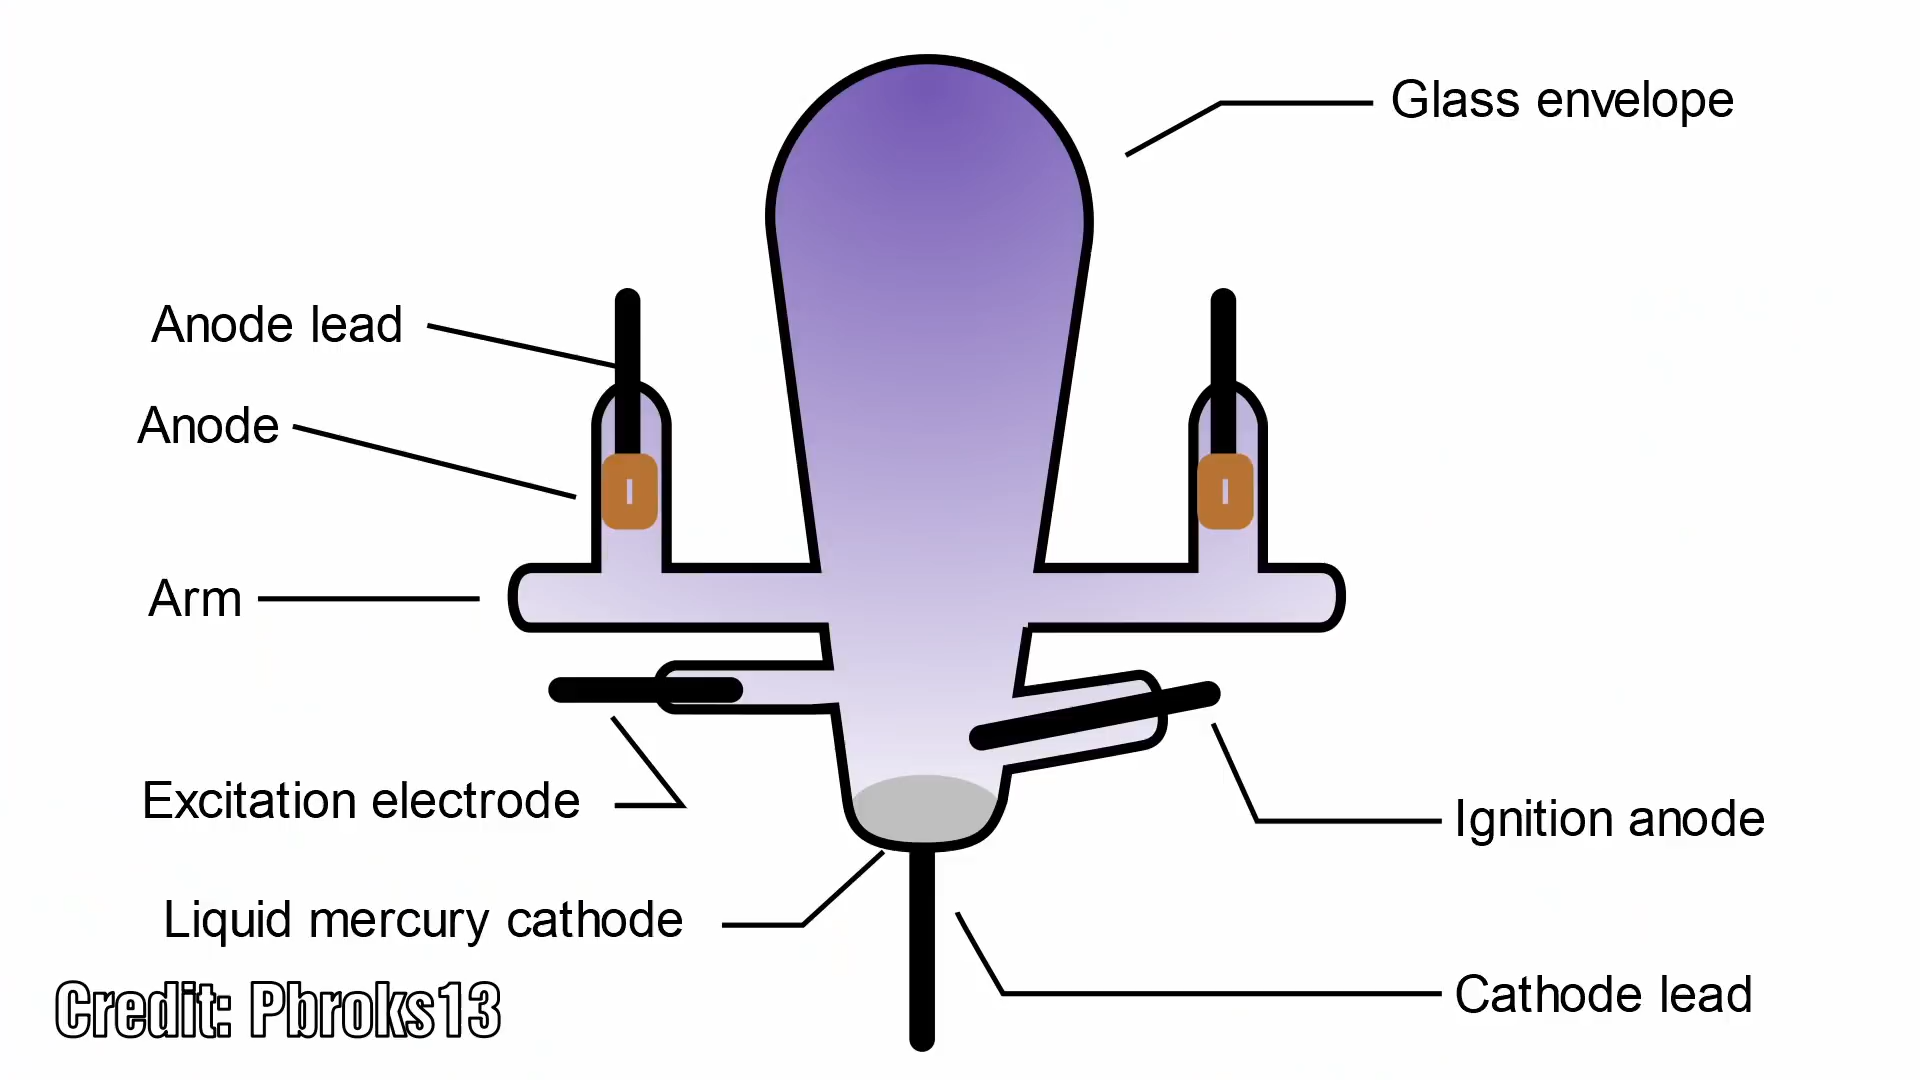 Glass envelope
Anode lead
Anode
Arm
Excitation electrode
Ignition anode
Liquid mercury cathode
Cathode lead
Credit: Pbroks13